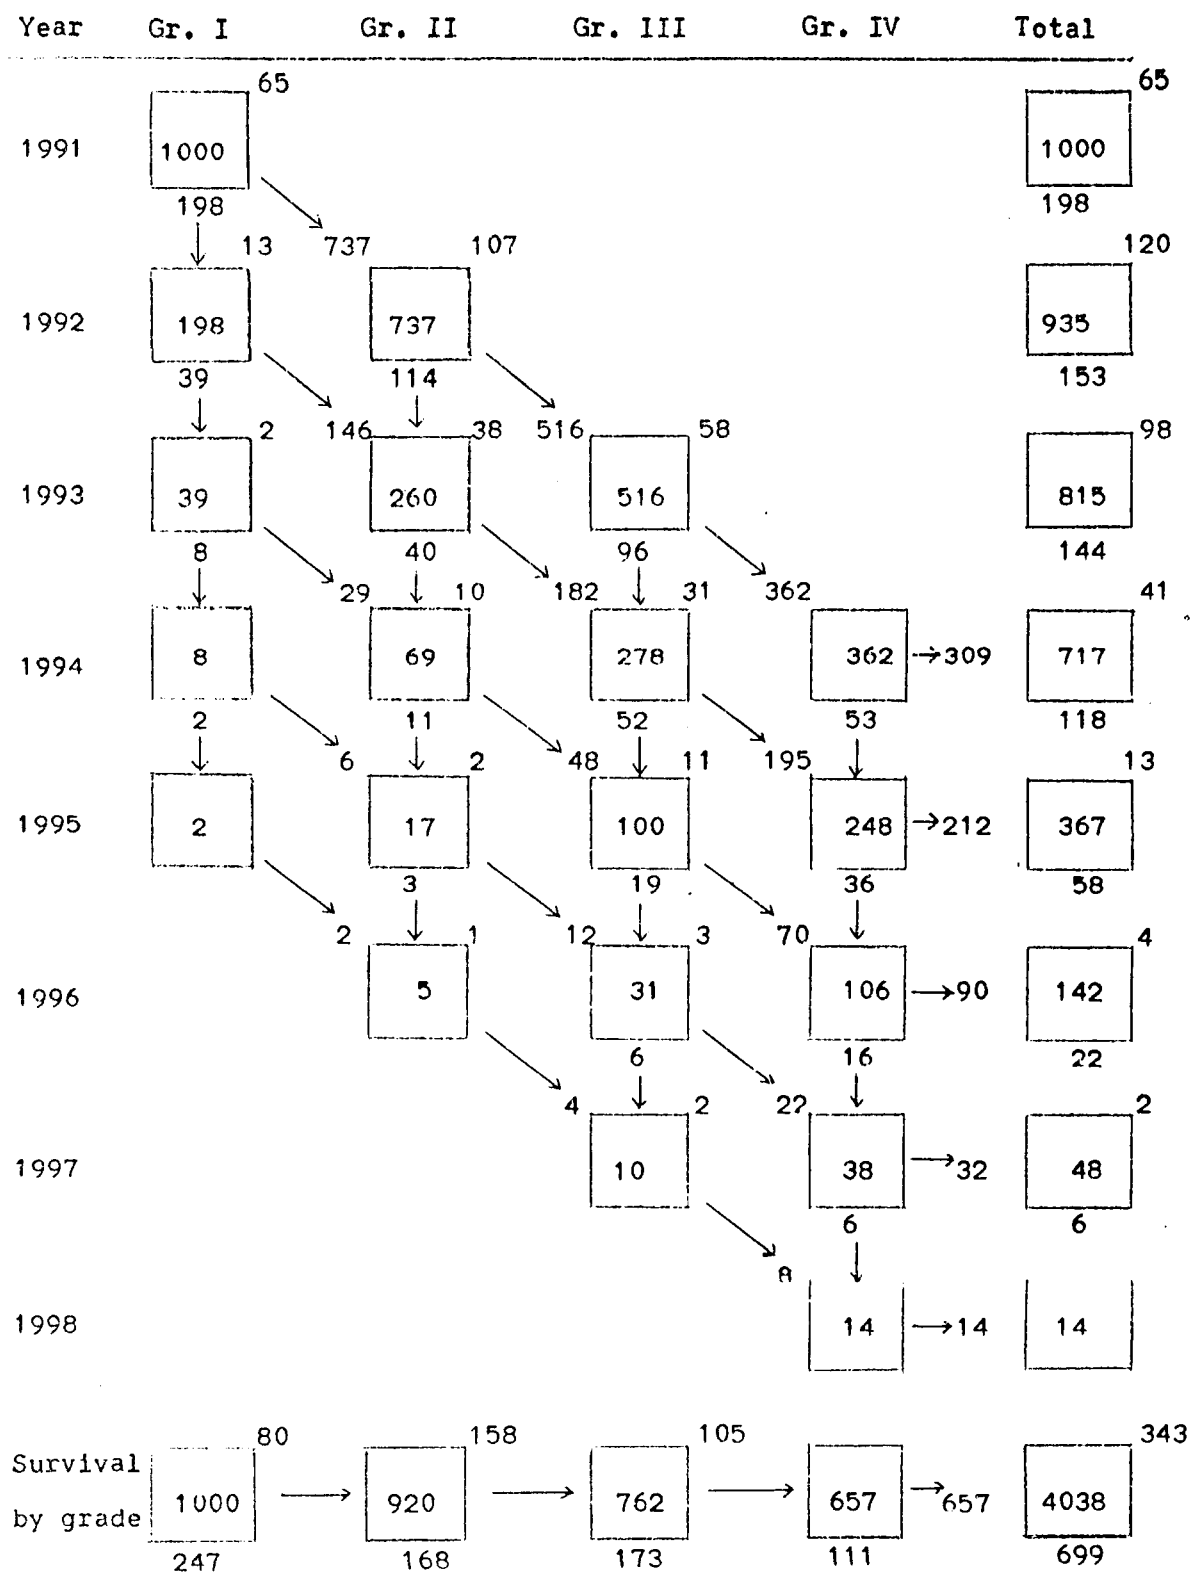 Year Gr. I Gr. II Gr. III Gr. IV Total
65 65
1991 1000 1000
198 198
13 737 107 120
1992 198 737 935
39 114 153
2 146 38 516 58 98
1993 39 260 516 815
8 40 96 144
29 10 182 31 362 41
1994 8 69 278 362 309 717
2 11 52 53 118
6 2 48 11 195 13
1995 2 17 100 248 212 367
3 19 36 58
2 1 12 3 70 4
1996 5 31 106 90 142
6 16 22
4 2 22 2
1997 10 38 32 48
6 6
8
1998 14 14 14
80 158 105 343
Survival
1000 920 762 657 657 4038
by grade
247 168 173 111 699